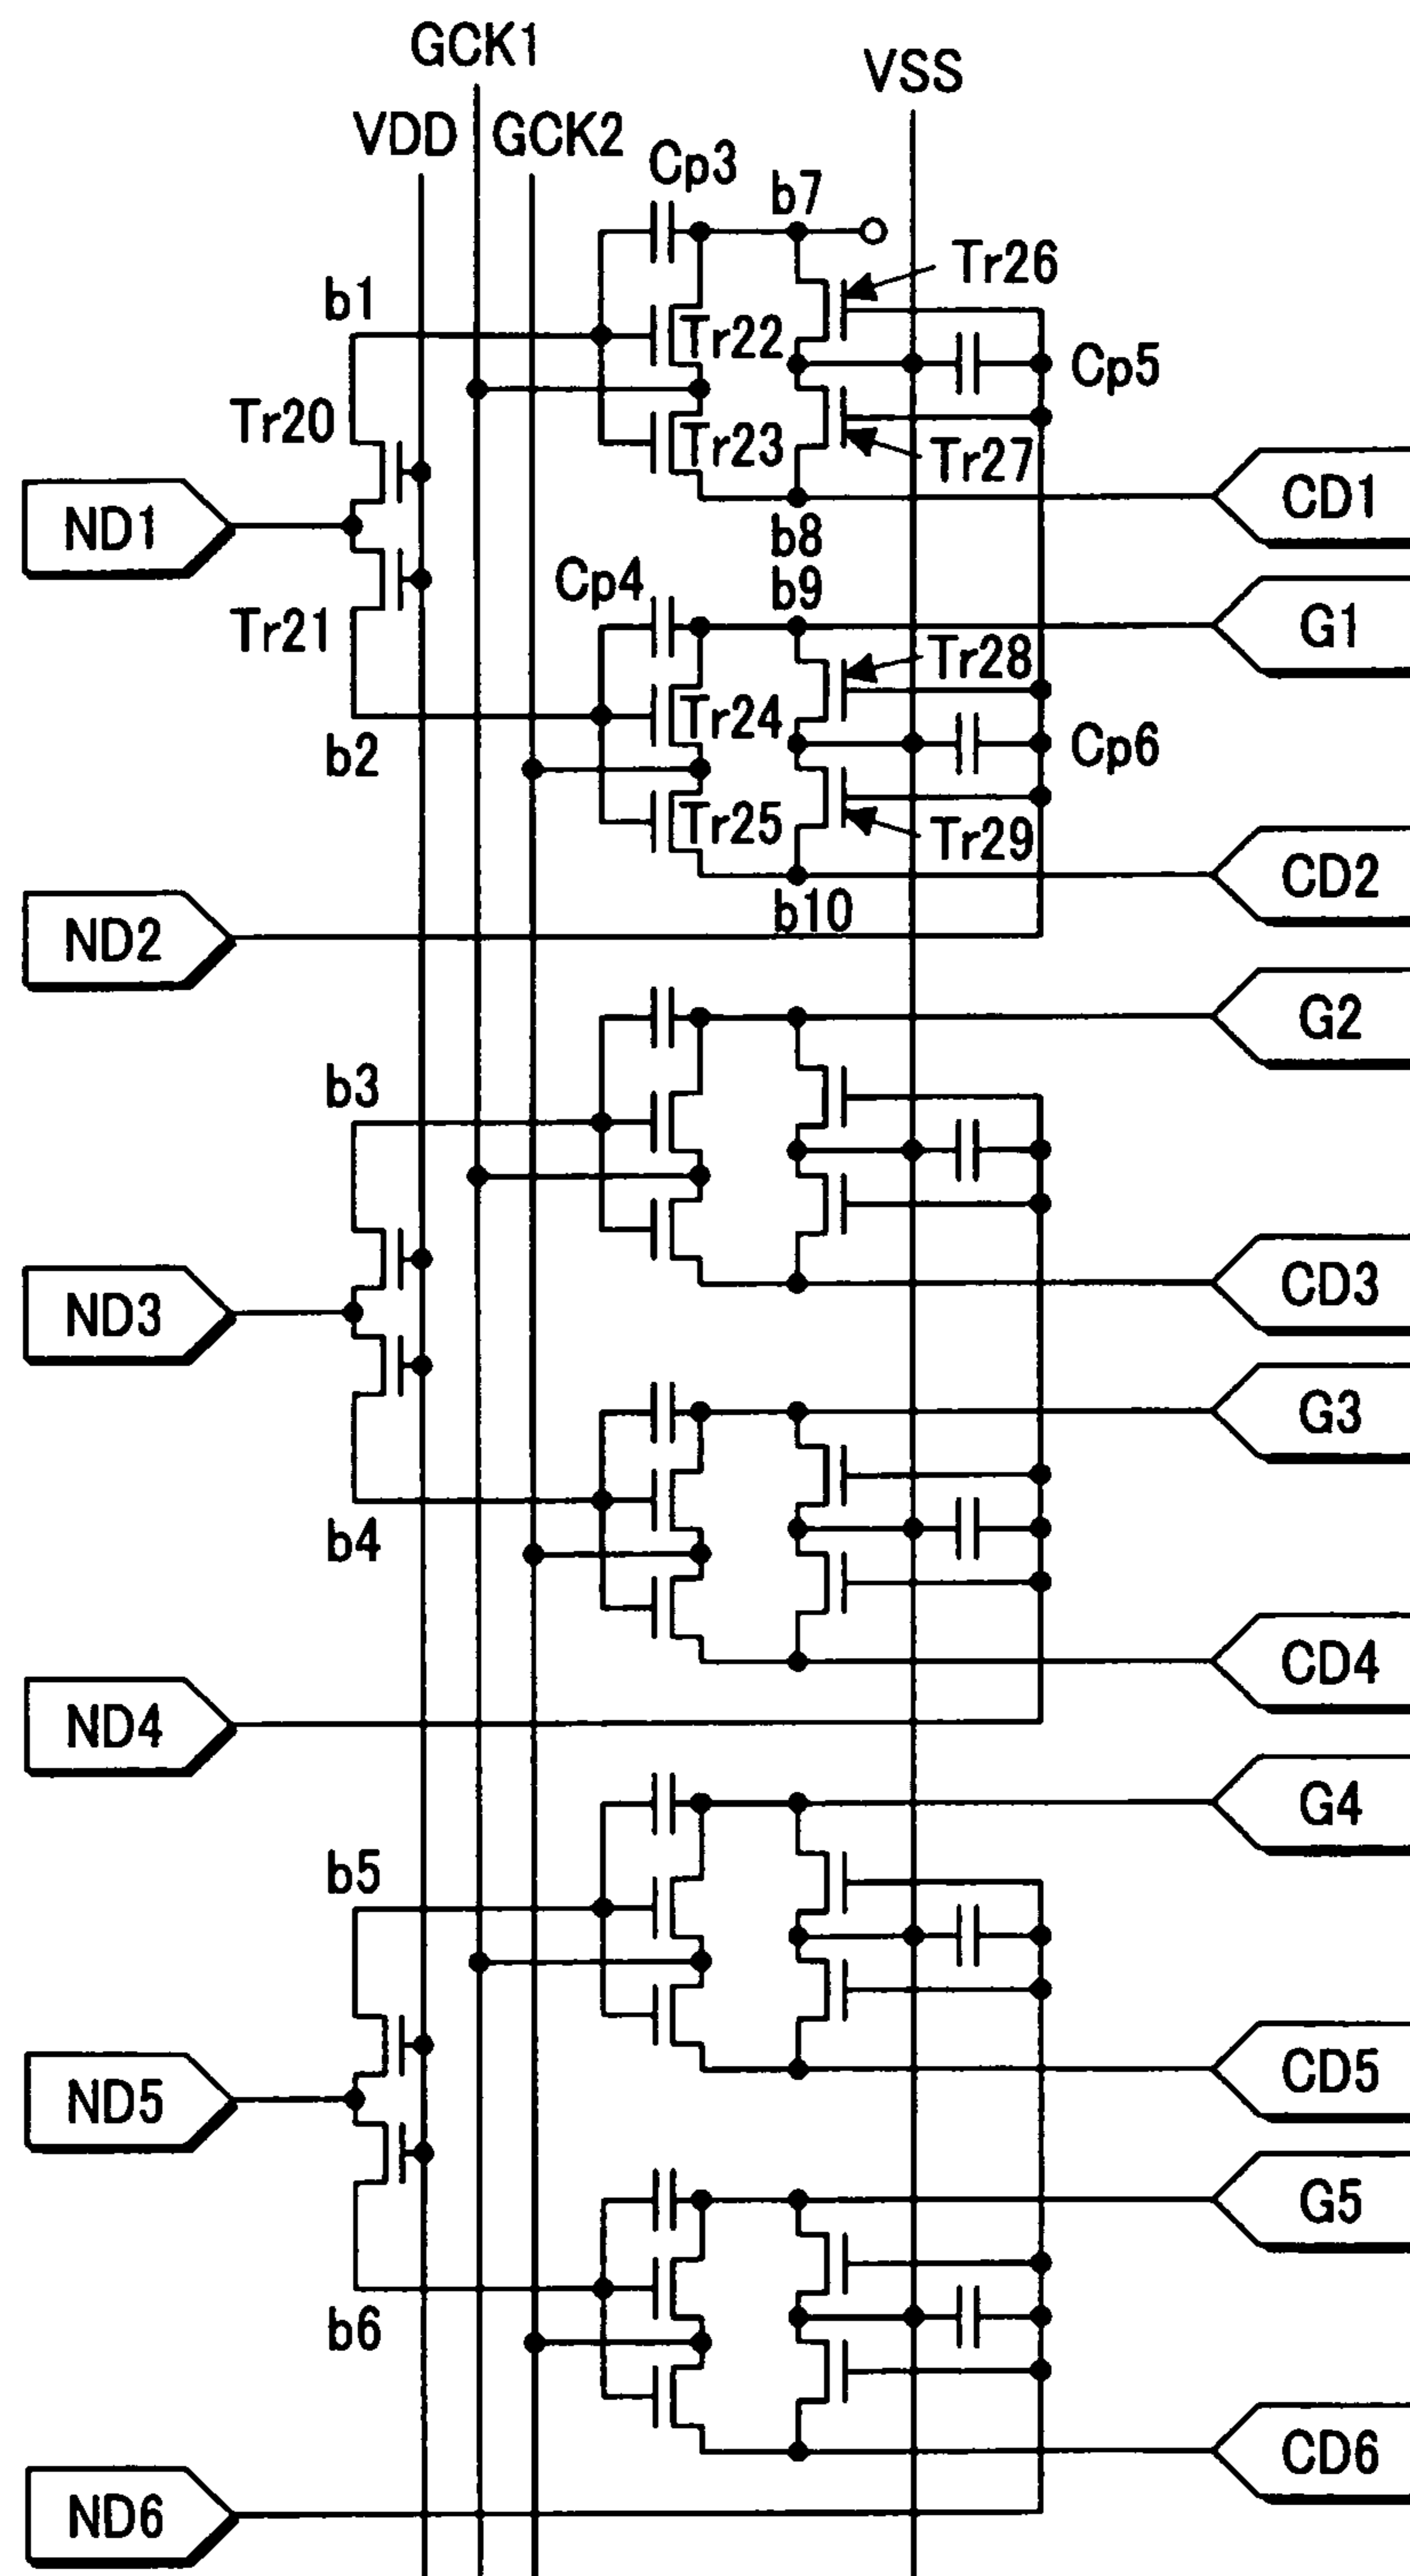 GCK1
VSS
VDD
GCK2
Cp3
b7
Tr26
b1
Tr22
Cp5
Tr20
Tr23
Tr27
ND1
CD1
b8
Cp4
b9
Tr21
G1
Tr28
Tr24
b2
Cp6
Tr25
Tr29
CD2
b10
ND2
G2
b3
CD3
ND3
G3
b4
CD4
ND4
G4
b5
CD5
ND5
G5
b6
CD6
ND6